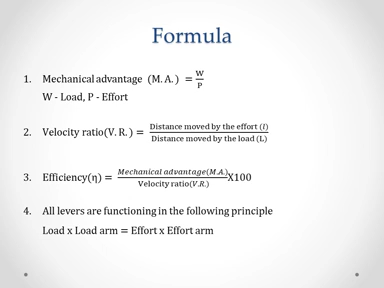 Formula
1. Mechanical advantage (M. A. ) = W/P
W - Load, P - Effort
2. Velocity ratio(V. R. ) = Distance moved by the effort (l)/Distance moved by the load (L)
3. Efficiency(η) = Mechanical advantage(M.A.)/Velocity ratio(V.R.) X100
4. All levers are functioning in the following principle
Load x Load arm = Effort x Effort arm